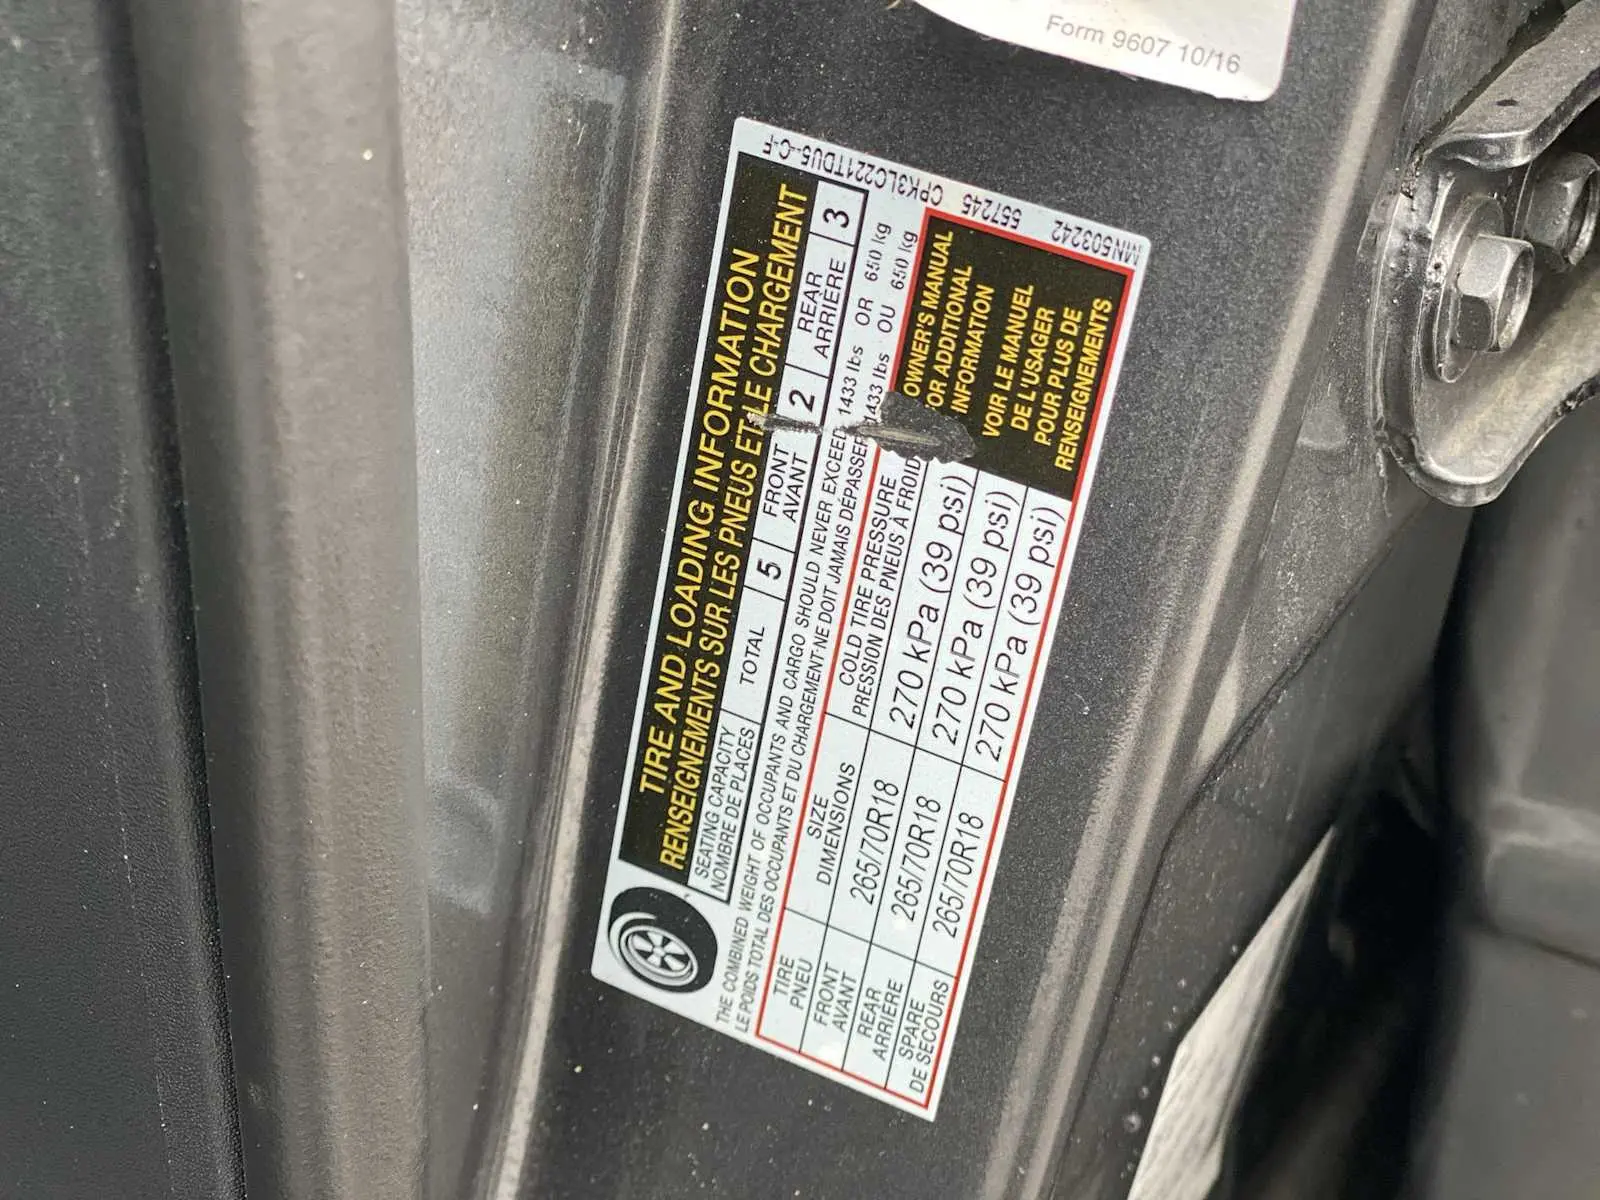 Form 9607 10/16
MN503242 557245 CPK3LC221TDU5-C-F
TIRE AND LOADING INFORMATION
RENSEIGNEMENTS SUR LES PNEUS ET LE CHARGEMENT
SEATING CAPACITY
NOMBRE DE PLACES
TOTAL 5
FRONT
AVANT
2
REAR
ARRIÈRE
3
THE COMBINED WEIGHT OF OCCUPANTS AND CARGO SHOULD NEVER EXCEED 1433 lbs OR 650 kg
LE POIDS TOTAL DES OCCUPANTS ET DU CHARGEMENT NE DOIT JAMAIS DÉPASSER 1433 lbs OU 650 kg
TIRE
PNEU
SIZE
DIMENSIONS
COLD TIRE PRESSURE
PRESSION DES PNEUS À FROID
FRONT
AVANT
265/70R18
270 kPa (39 psi)
REAR
ARRIÈRE
265/70R18
270 kPa (39 psi)
SPARE
DE SECOURS
265/70R18
270 kPa (39 psi)
OWNER'S MANUAL
OR ADDITIONAL
INFORMATION
VOIR LE MANUEL
DE L'USAGER
POUR PLUS DE
RENSEIGNEMENTS